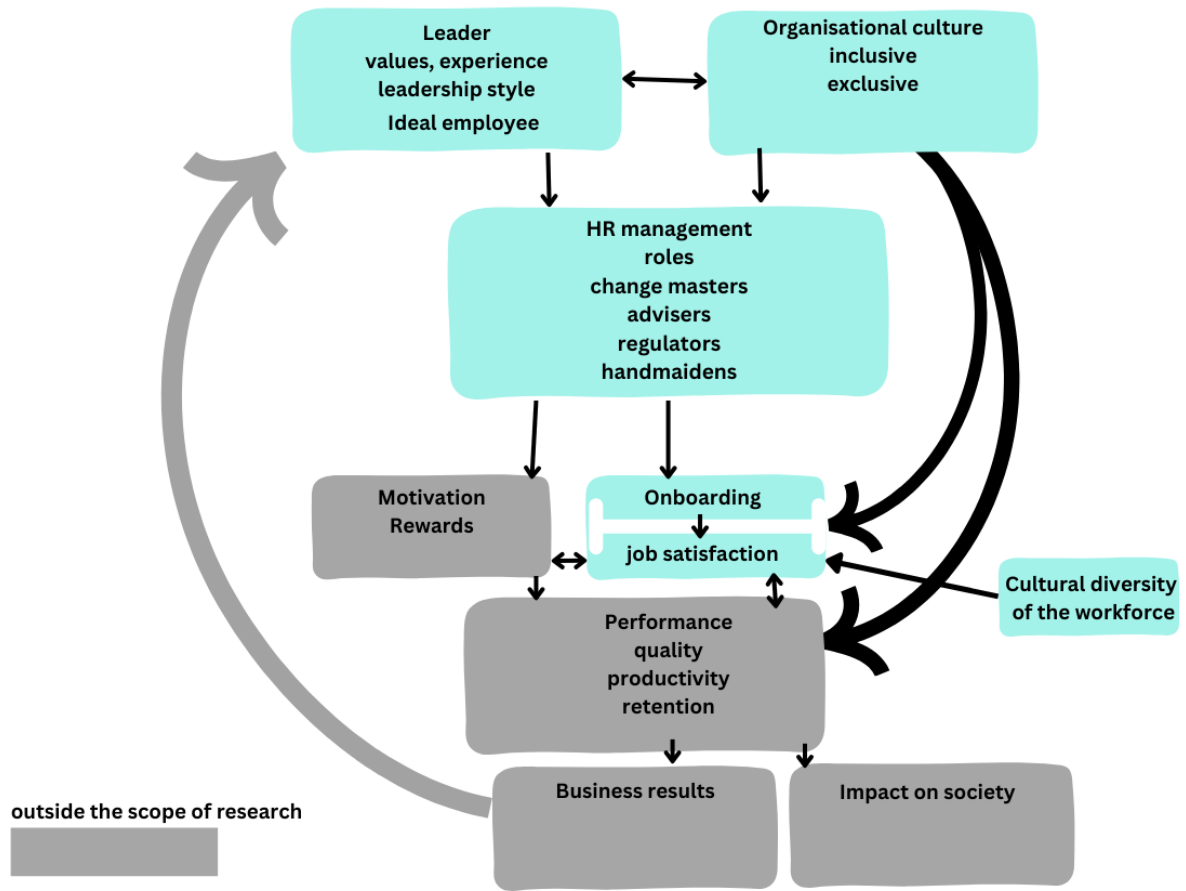 Leader
values, experience
leadership style
Ideal employee
Organisational culture
inclusive
exclusive
HR management
roles
change masters
advisers
regulators
handmaidens
Motivation
Rewards
Onboarding
job satisfaction
Cultural diversity
of the workforce
Performance
quality
productivity
retention
Business results
Impact on society
outside the scope of research